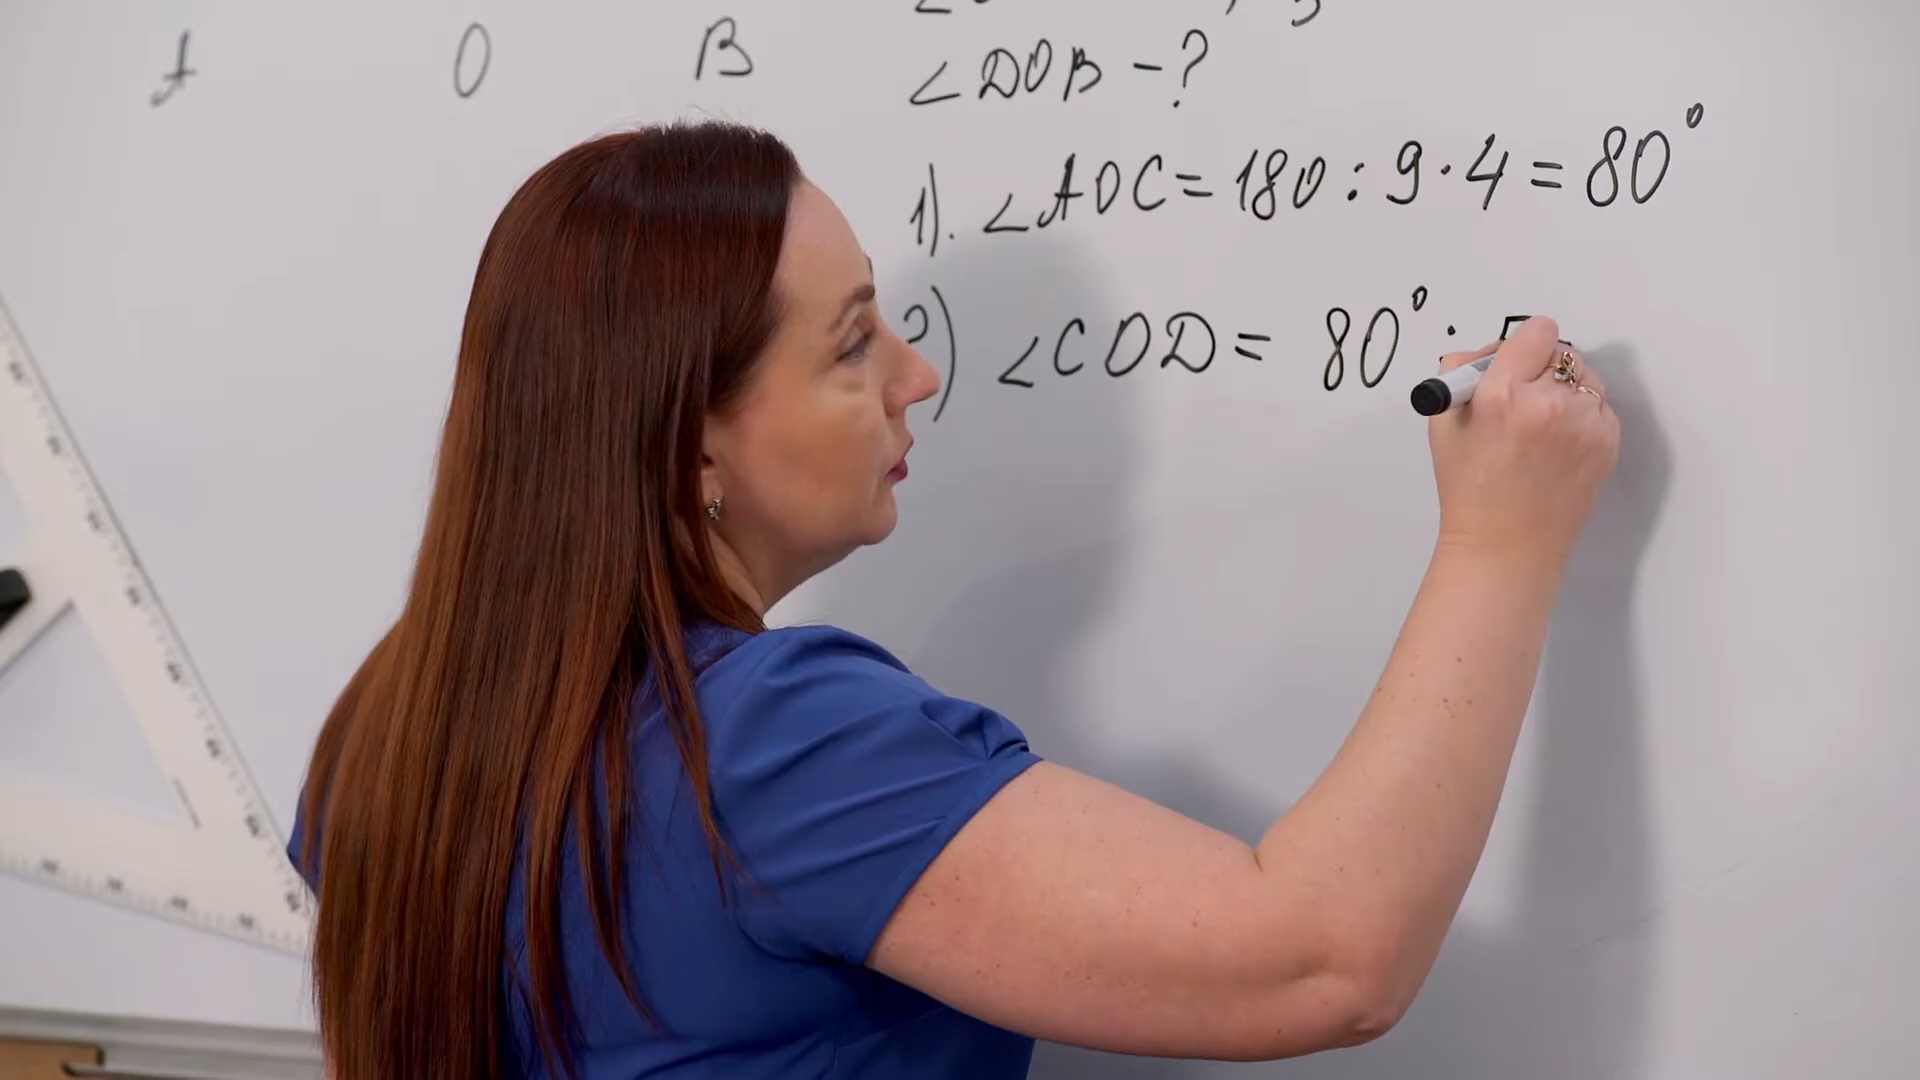 A O B
∠DOB - ?
1). ∠AOC = 180 : 9 · 4 = 80°
2) ∠COD = 80° :